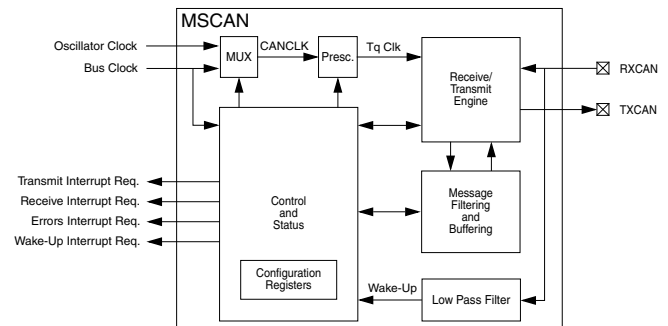 MSCAN
Oscillator Clock
MUX
CANCLK
Presc.
Tq Clk
Bus Clock
Receive/
Transmit
Engine
RXCAN
TXCAN
Transmit Interrupt Req.
Receive Interrupt Req.
Errors Interrupt Req.
Wake-Up Interrupt Req.
Control
and
Status
Message
Filtering
and
Buffering
Configuration
Registers
Wake-Up
Low Pass Filter